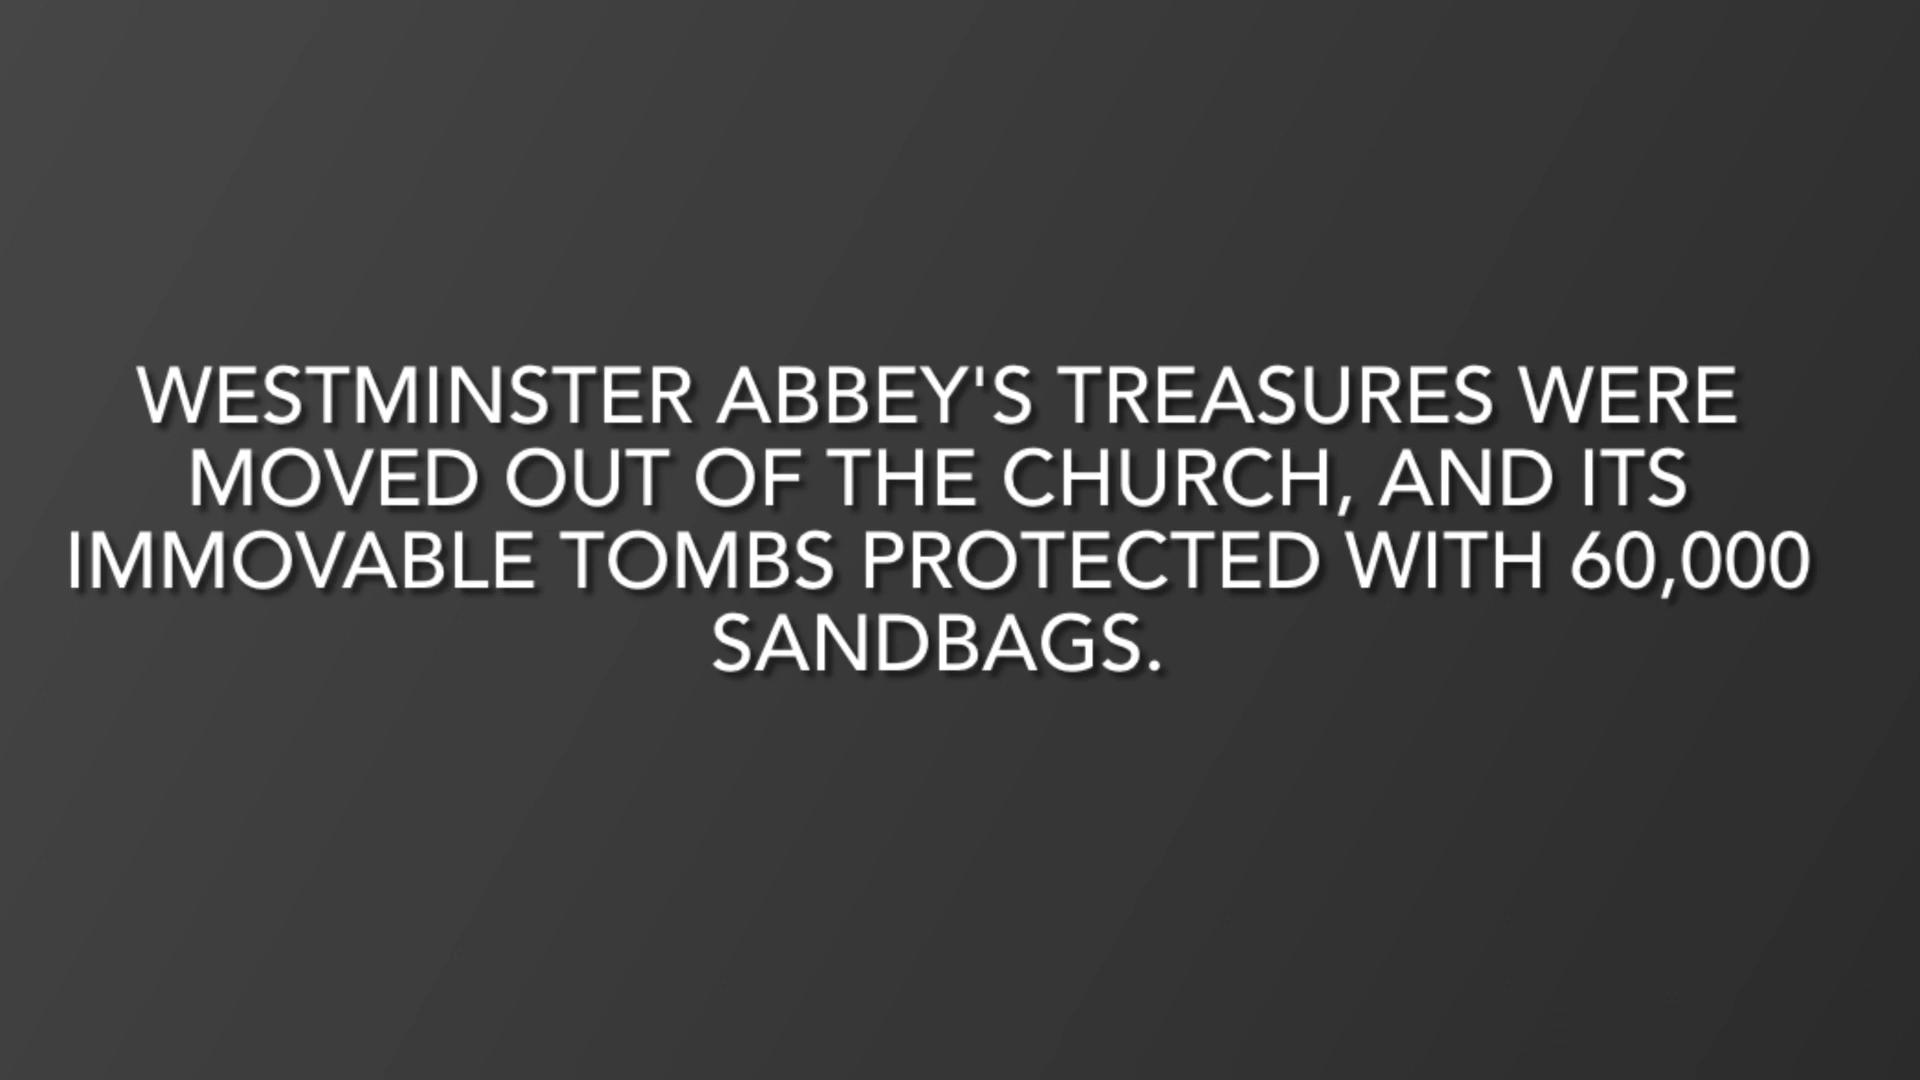 WESTMINSTER ABBEY'S TREASURES WERE
MOVED OUT OF THE CHURCH, AND ITS
IMMOVABLE TOMBS PROTECTED WITH 60,000
SANDBAGS.